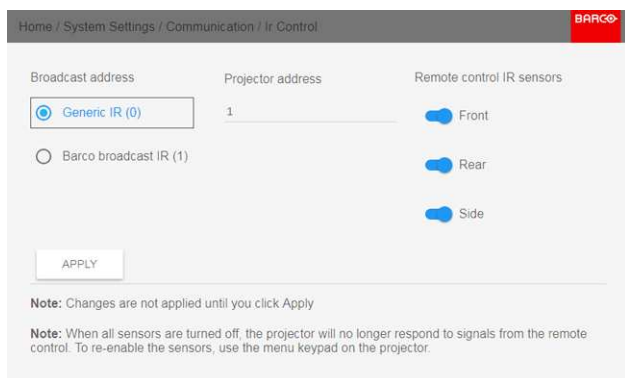 Home / System Settings / Communication / Ir Control
BARCO
Broadcast address
Projector address
Remote control IR sensors
Generic IR (0)
1
Front
Barco broadcast IR (1)
Rear
Side
APPLY
Note: Changes are not applied until you click Apply
Note: When all sensors are turned off, the projector will no longer respond to signals from the remote
control. To re-enable the sensors, use the menu keypad on the projector.